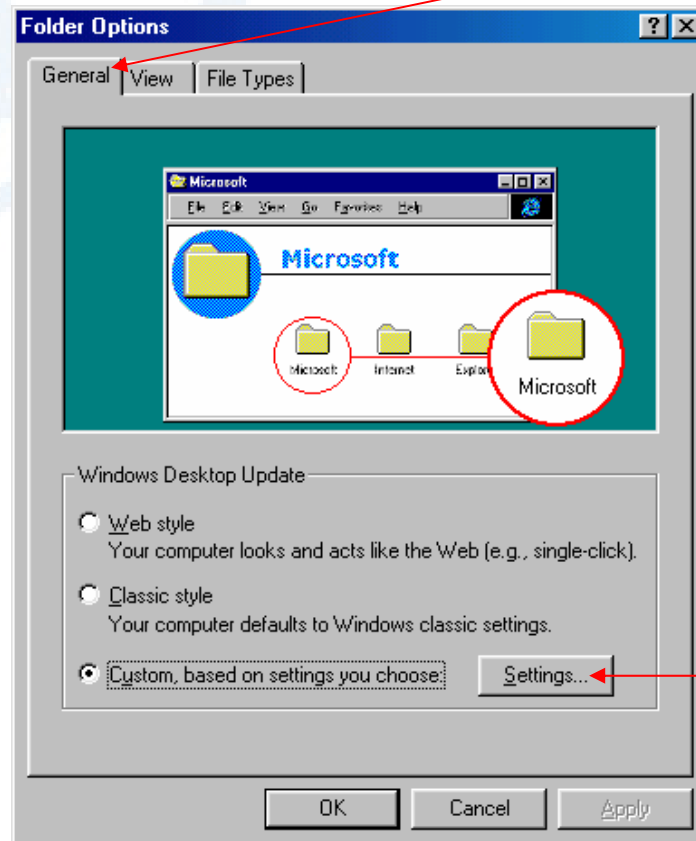 Folder Options
General View File Types
Microsoft
File Edit View Go Favorites Help
Microsoft
Microsoft Internet Explor
Microsoft
Windows Desktop Update
Web style
Your computer looks and acts like the Web (e.g., single-click).
Classic style
Your computer defaults to Windows classic settings.
Custom, based on settings you choose: Settings...
OK Cancel Apply